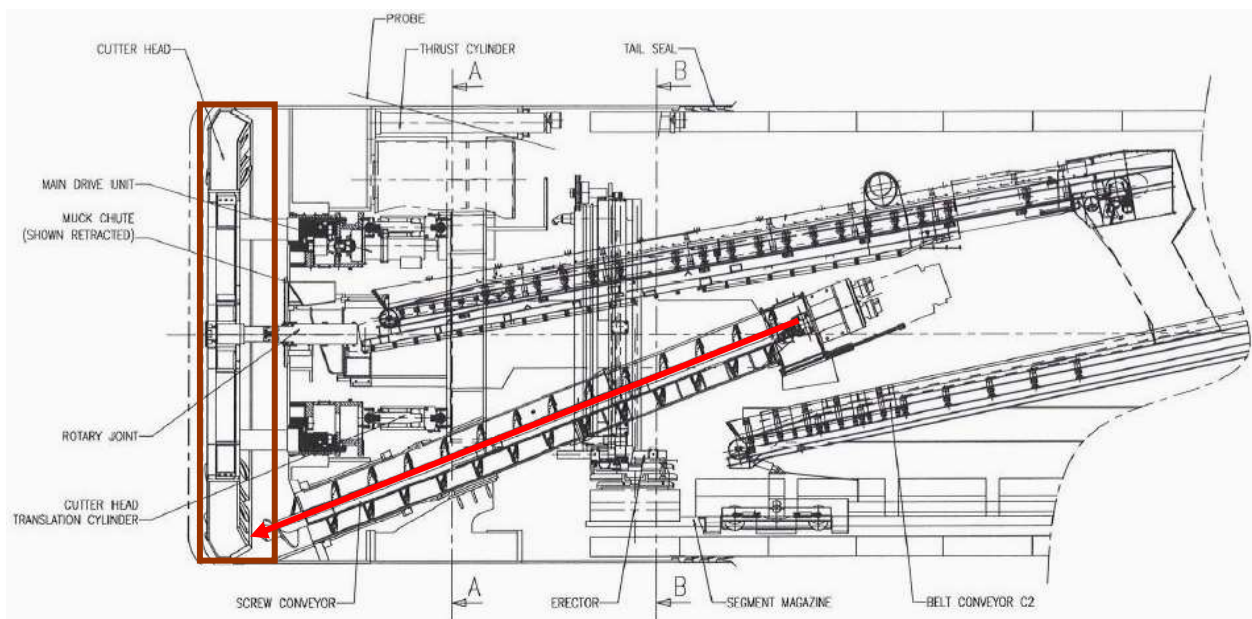 PROBE
CUTTER HEAD
THRUST CYLINDER
TAIL SEAL
A
B
MAIN DRIVE UNIT
MUCK CHUTE
(SHOWN RETRACTED)
ROTARY JOINT
CUTTER HEAD
TRANSLATION CYLINDER
A
B
SCREW CONVEYOR
ERECTOR
SEGMENT MAGAZINE
BELT CONVEYOR C2